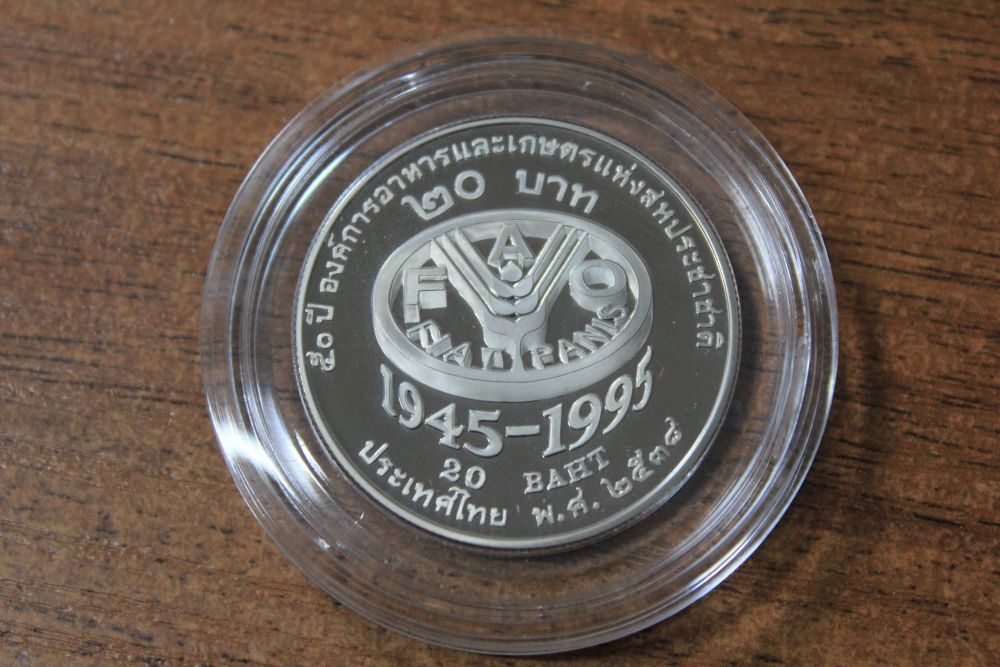 ๕๐ ปี องค์การอาหารและเกษตรแห่งสหประชาชาติ
๒๐ บาท
F A O
FIAT PANIS
1945-1995
20 BAHT
ประเทศไทย พ.ศ. ๒๕๓๘